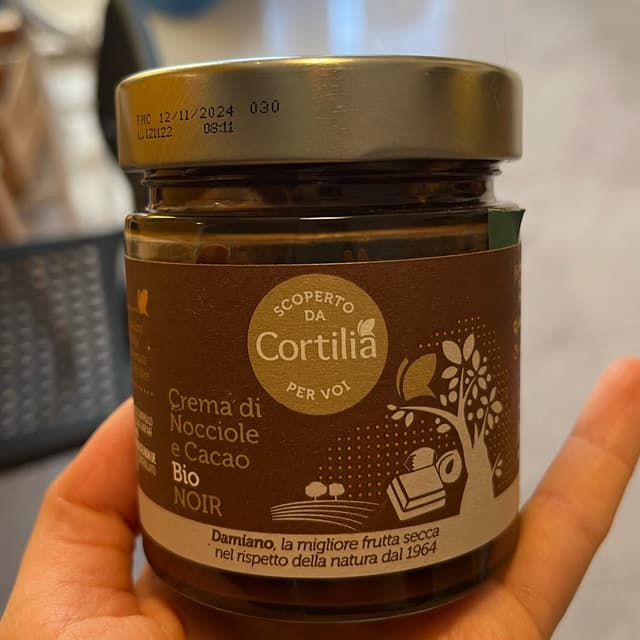 TMC 12/11/2024 030
L.121122 08:11
SCOPERTO
DA
Cortilia
PER VOI
Crema di
Nocciole
e Cacao
Bio
NOIR
Damiano, la migliore frutta secca
nel rispetto della natura dal 1964